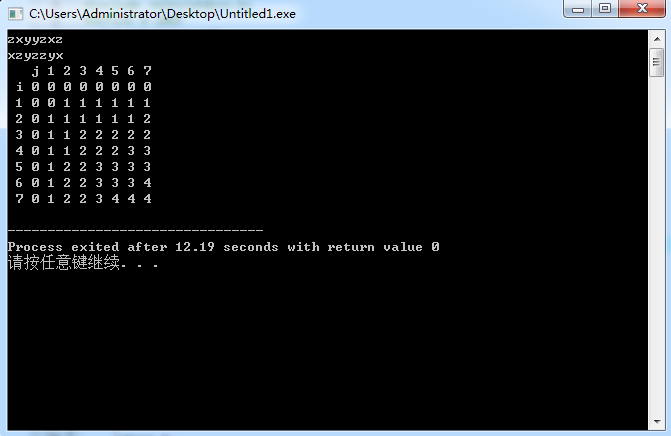 C:\Users\Administrator\Desktop\Untitled1.exe
zxyyzxz
xzyzzyx
   j 1 2 3 4 5 6 7
 i 0 0 0 0 0 0 0 0
 1 0 0 1 1 1 1 1 1
 2 0 1 1 1 1 1 1 2
 3 0 1 1 2 2 2 2 2
 4 0 1 1 2 2 2 3 3
 5 0 1 2 2 3 3 3 3
 6 0 1 2 2 3 3 3 4
 7 0 1 2 2 3 4 4 4
--------------------------------
Process exited after 12.19 seconds with return value 0
请按任意键继续. . .